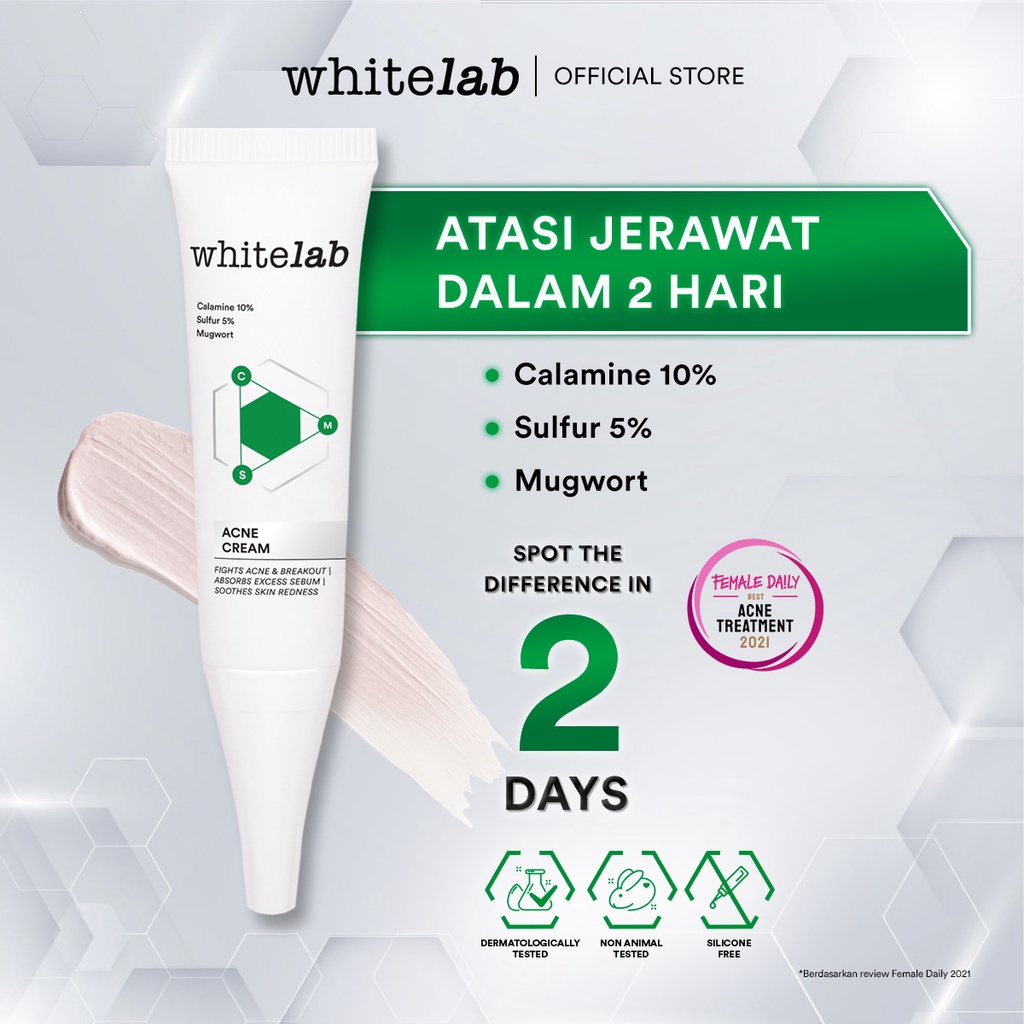 whitelab | OFFICIAL STORE
whitelab
Calamine 10%
Sulfur 5%
Mugwort
C
M
S
ACNE
CREAM
FIGHTS ACNE & BREAKOUT \
ABSORBS EXCESS SEBUM |
SOOTHES SKIN REDNESS
ATASI JERAWAT
DALAM 2 HARI
Calamine 10%
Sulfur 5%
Mugwort
SPOT THE
DIFFERENCE IN
2
DAYS
FEMALE DAILY
BEST
ACNE
TREATMENT
2021
DERMATOLOGICALLY
TESTED
NON ANIMAL
TESTED
SILICONE
FREE
*Berdasarkan review Female Daily 2021